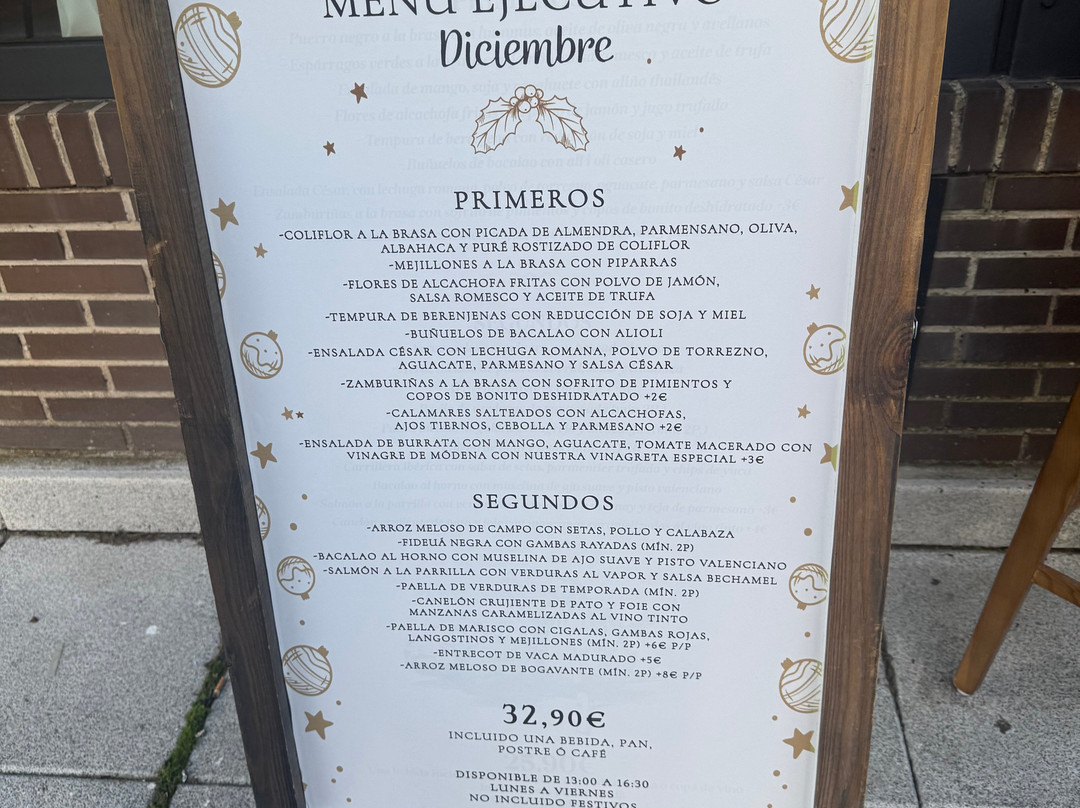 MENÚ EJECUTIVO
Diciembre
PRIMEROS
-COLIFLOR A LA BRASA CON PICADA DE ALMENDRA, PARMENSANO, OLIVA,
ALBAHACA Y PURÉ ROSTIZADO DE COLIFLOR
-MEJILLONES A LA BRASA CON PIPARRAS
-FLORES DE ALCACHOFA FRITAS CON POLVO DE JAMÓN,
SALSA ROMESCO Y ACEITE DE TRUFA
-TEMPURA DE BERENJENAS CON REDUCCIÓN DE SOJA Y MIEL
-BUÑUELOS DE BACALAO CON ALIOLI
-ENSALADA CÉSAR CON LECHUGA ROMANA, POLVO DE TORREZNO,
AGUACATE, PARMESANO Y SALSA CÉSAR
-ZAMBURIÑAS A LA BRASA CON SOFRITO DE PIMIENTOS Y
COPOS DE BONITO DESHIDRATADO +2€
-CALAMARES SALTEADOS CON ALCACHOFAS,
AJOS TIERNOS, CEBOLLA Y PARMESANO +2€
-ENSALADA DE BURRATA CON MANGO, AGUACATE, TOMATE MACERADO CON
VINAGRE DE MÓDENA CON NUESTRA VINAGRETA ESPECIAL +3€
SEGUNDOS
-ARROZ MELOSO DE CAMPO CON SETAS, POLLO Y CALABAZA
-FIDEUÁ NEGRA CON GAMBAS RAYADAS (MÍN. 2P)
-BACALAO AL HORNO CON MUSELINA DE AJO SUAVE Y PISTO VALENCIANO
-SALMÓN A LA PARRILLA CON VERDURAS AL VAPOR Y SALSA BECHAMEL
-PAELLA DE VERDURAS DE TEMPORADA (MÍN. 2P)
-CANELÓN CRUJIENTE DE PATO Y FOIE CON
MANZANAS CARAMELIZADAS AL VINO TINTO
-PAELLA DE MARISCO CON CIGALAS, GAMBAS ROJAS,
LANGOSTINOS Y MEJILLONES (MÍN. 2P) +6€ P/P
-ENTRECOT DE VACA MADURADO +5€
-ARROZ MELOSO DE BOGAVANTE (MÍN. 2P) +8€ P/P
32,90€
INCLUIDO UNA BEBIDA, PAN,
POSTRE Ó CAFÉ
DISPONIBLE DE 13:00 A 16:30
LUNES A VIERNES
NO INCLUIDO FESTIVOS